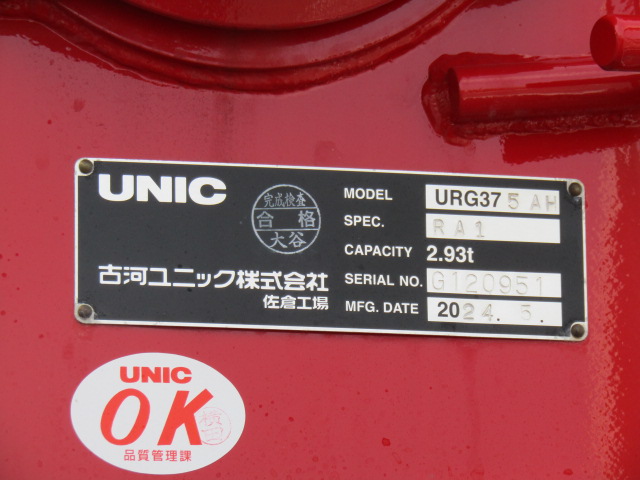 UNIC
完成検査
合格
大谷
古河ユニック株式会社
佐倉工場
MODEL URG375AH
SPEC. RA1
CAPACITY 2.93t
SERIAL NO. G120951
MFG. DATE 2024.5.
UNIC
OK
横田
品質管理課